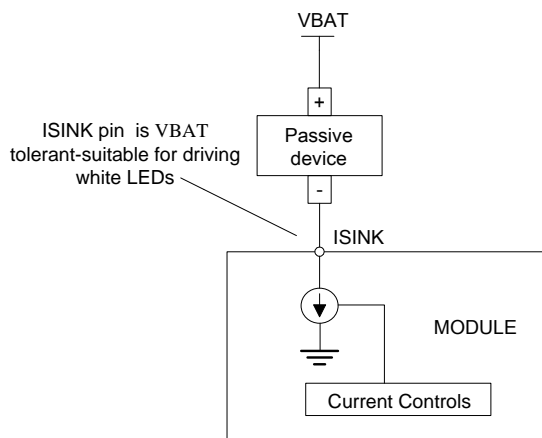 VBAT
+
ISINK pin is VBAT
tolerant-suitable for driving
white LEDs
Passive
device
-
ISINK
MODULE
Current Controls